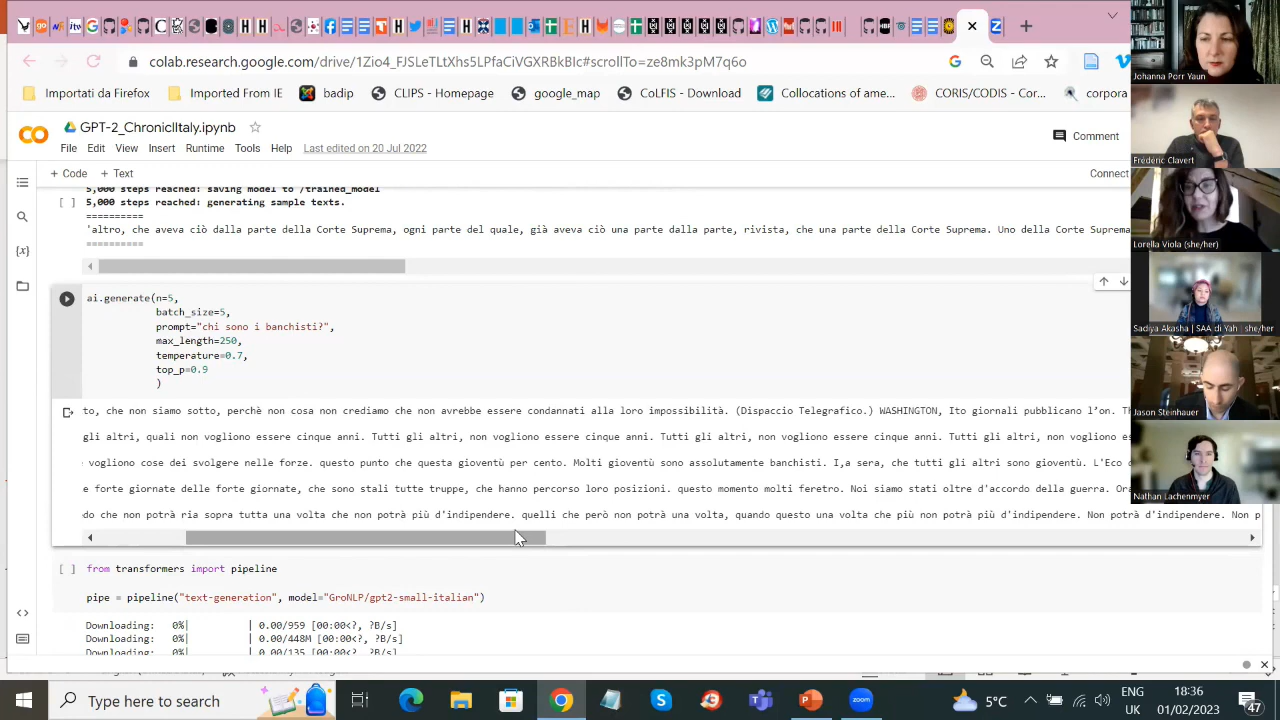 colab.research.google.com/drive/1Zio4_FJSLcTLtXhs5LPfaCiVGXRBkBIc#scrollTo=ze8mk3pM7q6o
Importati da Firefox
Imported From IE
badip
CLIPS - Homepage
google_map
CoLFIS - Download
Collocations of ame...
CORIS/CODIS - Cor...
corpora
GPT-2_ChronicItaly.ipynb
File Edit View Insert Runtime Tools Help Last edited on 20 Jul 2022
Comment
+ Code + Text
Connect
5,000 steps reached: saving model to /trained_model
[ ] 5,000 steps reached: generating sample texts.
==========
'altro, che aveva ciò dalla parte della Corte Suprema, ogni parte del quale, già aveva ciò una parte dalla parte, rivista, che una parte della Corte Suprema. Uno della Corte Suprema
==========
ai.generate(n=5,
batch_size=5,
prompt="chi sono i banchisti?",
max_length=250,
temperature=0.7,
top_p=0.9
)
to, che non siamo sotto, perchè non cosa non crediamo che non avrebbe essere condannati alla loro impossibilità. (Dispaccio Telegrafico.) WASHINGTON, Ito giornali pubblicano l'on. Th
gli altri, quali non vogliono essere cinque anni. Tutti gli altri, non vogliono essere cinque anni. Tutti gli altri, non vogliono essere cinque anni. Tutti gli altri, non vogliono es
vogliono cose dei svolgere nelle forze. questo punto che questa gioventù per cento. Molti gioventù sono assolutamente banchisti. I,a sera, che tutti gli altri sono gioventù. L'Eco d
e forte giornate delle forte giornate, che sono stali tutte truppe, che hanno percorso loro posizioni. questo momento molti feretro. Noi siamo stati oltre d'accordo della guerra. Ora
do che non potrà ria sopra tutta una volta che non potrà più d'indipendere. quelli che però non potrà una volta, quando questo una volta che più non potrà più d'indipendere. Non potrà d'indipendere. Non p
[ ] from transformers import pipeline
pipe = pipeline("text-generation", model="GroNLP/gpt2-small-italian")
Downloading: 0%| | 0.00/959 [00:00<?, ?B/s]
Downloading: 0%| | 0.00/448M [00:00<?, ?B/s]
Downloading: 0%| | 0.00/135 [00:00<?, ?B/s]
Johanna Porr Yaun
Frédéric Clavert
Lorella Viola (she/her)
Sadiya Akasha | SAA di Yah | she/her
Jason Steinhauer
Nathan Lachenmyer
Type here to search
5°C
ENG
UK
18:36
01/02/2023
47